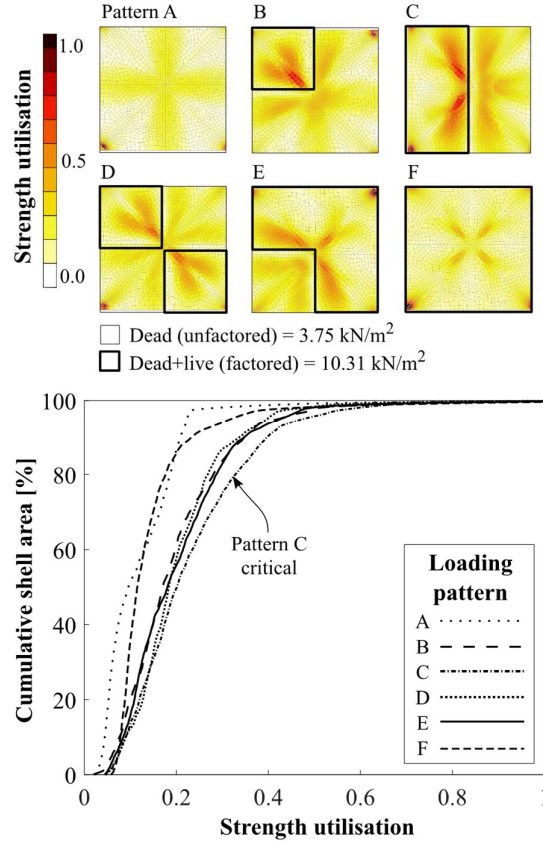 Pattern A
B
C
1.0
0.5
0.0
Strength utilisation
D
E
F
Dead (unfactored) = 3.75 kN/m²
Dead+live (factored) = 10.31 kN/m²
100
80
60
40
20
0
Cumulative shear area [%]
Pattern C
critical
Loading
pattern
A
B
C
D
E
F
0
0.2
0.4
0.6
0.8
1
Strength utilisation